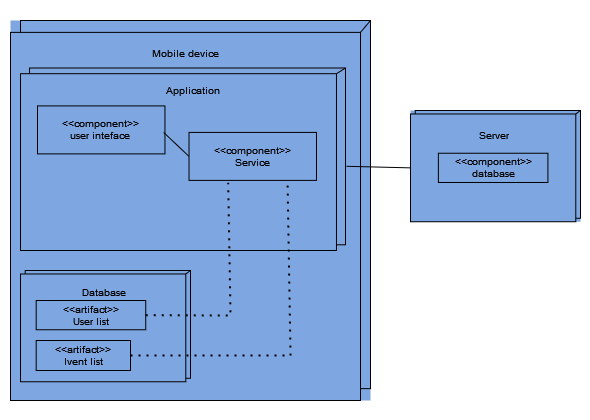 Mobile device
Application
<<component>>
user inteface
<<component>>
Service
Server
<<component>>
database
Database
<<artifact>>
User list
<<artifact>>
Ivent list